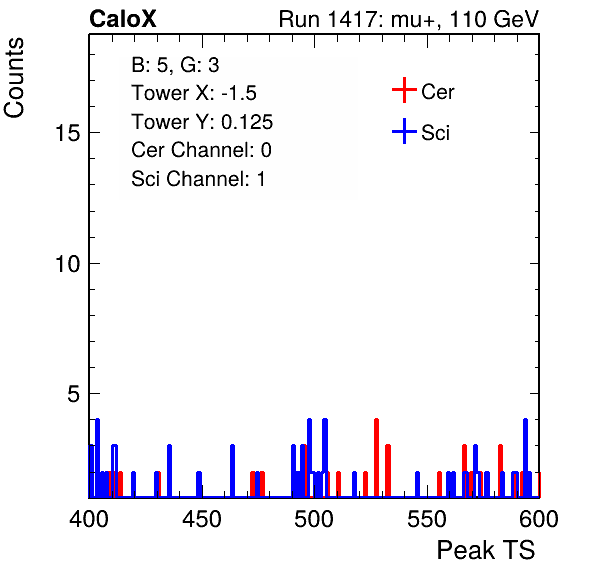 CaloX Run 1417: mu+, 110 GeV
Counts
B: 5, G: 3
Tower X: -1.5
Tower Y: 0.125
Cer Channel: 0
Sci Channel: 1
Cer
Sci
15
10
5
400 450 500 550 600
Peak TS